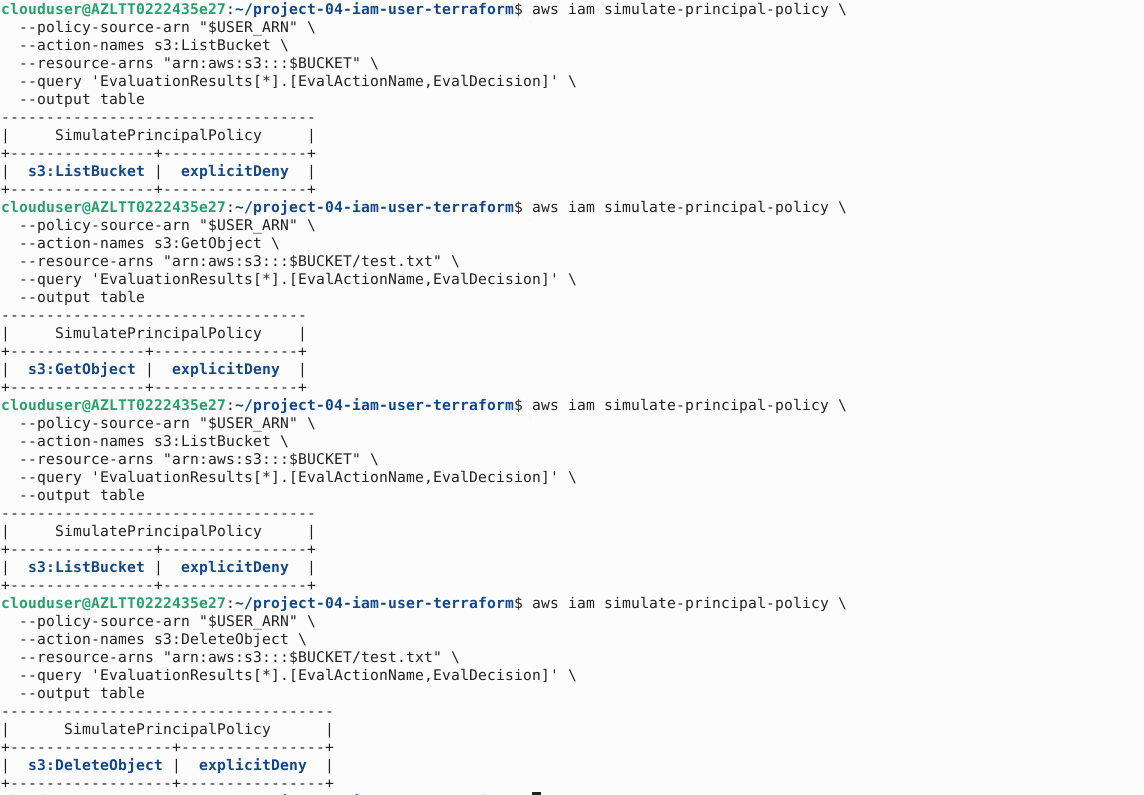 clouduser@AZLTT0222435e27:~/project-04-iam-user-terraform$ aws iam simulate-principal-policy \
  --policy-source-arn "$USER_ARN" \
  --action-names s3:ListBucket \
  --resource-arns "arn:aws:s3:::$BUCKET" \
  --query 'EvaluationResults[*].[EvalActionName,EvalDecision]' \
  --output table
-----------------------------------
|     SimulatePrincipalPolicy     |
+----------------+----------------+
|  s3:ListBucket |  explicitDeny  |
+----------------+----------------+
clouduser@AZLTT0222435e27:~/project-04-iam-user-terraform$ aws iam simulate-principal-policy \
  --policy-source-arn "$USER_ARN" \
  --action-names s3:GetObject \
  --resource-arns "arn:aws:s3:::$BUCKET/test.txt" \
  --query 'EvaluationResults[*].[EvalActionName,EvalDecision]' \
  --output table
----------------------------------
|     SimulatePrincipalPolicy    |
+---------------+----------------+
|  s3:GetObject |  explicitDeny  |
+---------------+----------------+
clouduser@AZLTT0222435e27:~/project-04-iam-user-terraform$ aws iam simulate-principal-policy \
  --policy-source-arn "$USER_ARN" \
  --action-names s3:ListBucket \
  --resource-arns "arn:aws:s3:::$BUCKET" \
  --query 'EvaluationResults[*].[EvalActionName,EvalDecision]' \
  --output table
-----------------------------------
|     SimulatePrincipalPolicy     |
+----------------+----------------+
|  s3:ListBucket |  explicitDeny  |
+----------------+----------------+
clouduser@AZLTT0222435e27:~/project-04-iam-user-terraform$ aws iam simulate-principal-policy \
  --policy-source-arn "$USER_ARN" \
  --action-names s3:DeleteObject \
  --resource-arns "arn:aws:s3:::$BUCKET/test.txt" \
  --query 'EvaluationResults[*].[EvalActionName,EvalDecision]' \
  --output table
-------------------------------------
|      SimulatePrincipalPolicy      |
+------------------+----------------+
|  s3:DeleteObject |  explicitDeny  |
+------------------+----------------+